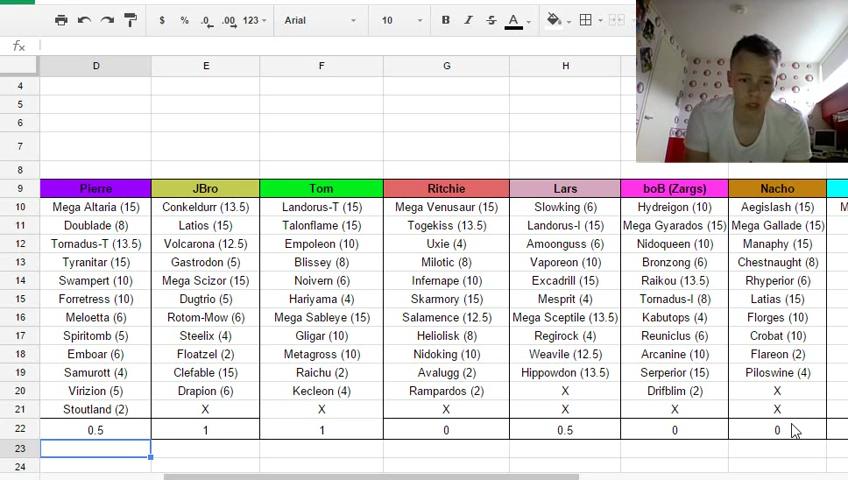 $ % .0 .00 123 Arial 10 B I S A
fx
D E F G H
4
5
6
7
8
9 Pierre JBro Tom Ritchie Lars boB (Zargs) Nacho
10 Mega Altaria (15) Conkeldurr (13.5) Landorus-T (15) Mega Venusaur (15) Slowking (6) Hydreigon (10) Aegislash (15) M
11 Doublade (8) Latios (15) Talonflame (15) Togekiss (13.5) Landorus-I (15) Mega Gyarados (15) Mega Gallade (15)
12 Tornadus-T (13.5) Volcarona (12.5) Empoleon (10) Uxie (4) Amoonguss (6) Nidoqueen (10) Manaphy (15)
13 Tyranitar (15) Gastrodon (5) Blissey (8) Milotic (8) Vaporeon (10) Bronzong (6) Chestnaught (8)
14 Swampert (10) Mega Scizor (15) Noivern (6) Infernape (10) Excadrill (15) Raikou (13.5) Rhyperior (6)
15 Forretress (10) Dugtrio (5) Hariyama (4) Skarmory (15) Mesprit (4) Tornadus-I (8) Latias (15)
16 Meloetta (6) Rotom-Mow (6) Mega Sableye (15) Salamence (12.5) Mega Sceptile (13.5) Kabutops (4) Florges (10)
17 Spiritomb (5) Steelix (4) Gligar (10) Heliolisk (8) Regirock (4) Reuniclus (6) Crobat (10)
18 Emboar (6) Floatzel (2) Metagross (10) Nidoking (10) Weavile (12.5) Arcanine (10) Flareon (2)
19 Samurott (4) Clefable (15) Raichu (2) Avalugg (2) Hippowdon (13.5) Serperior (15) Piloswine (4)
20 Virizion (5) Drapion (6) Kecleon (4) Rampardos (2) X Drifblim (2) X
21 Stoutland (2) X X X X X X
22 0.5 1 1 0 0.5 0 0
23
24